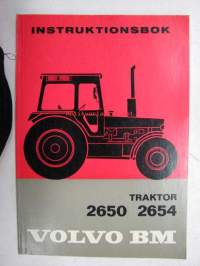 INSTRUKTIONSBOK
TRAKTOR
2650 2654
VOLVO BM